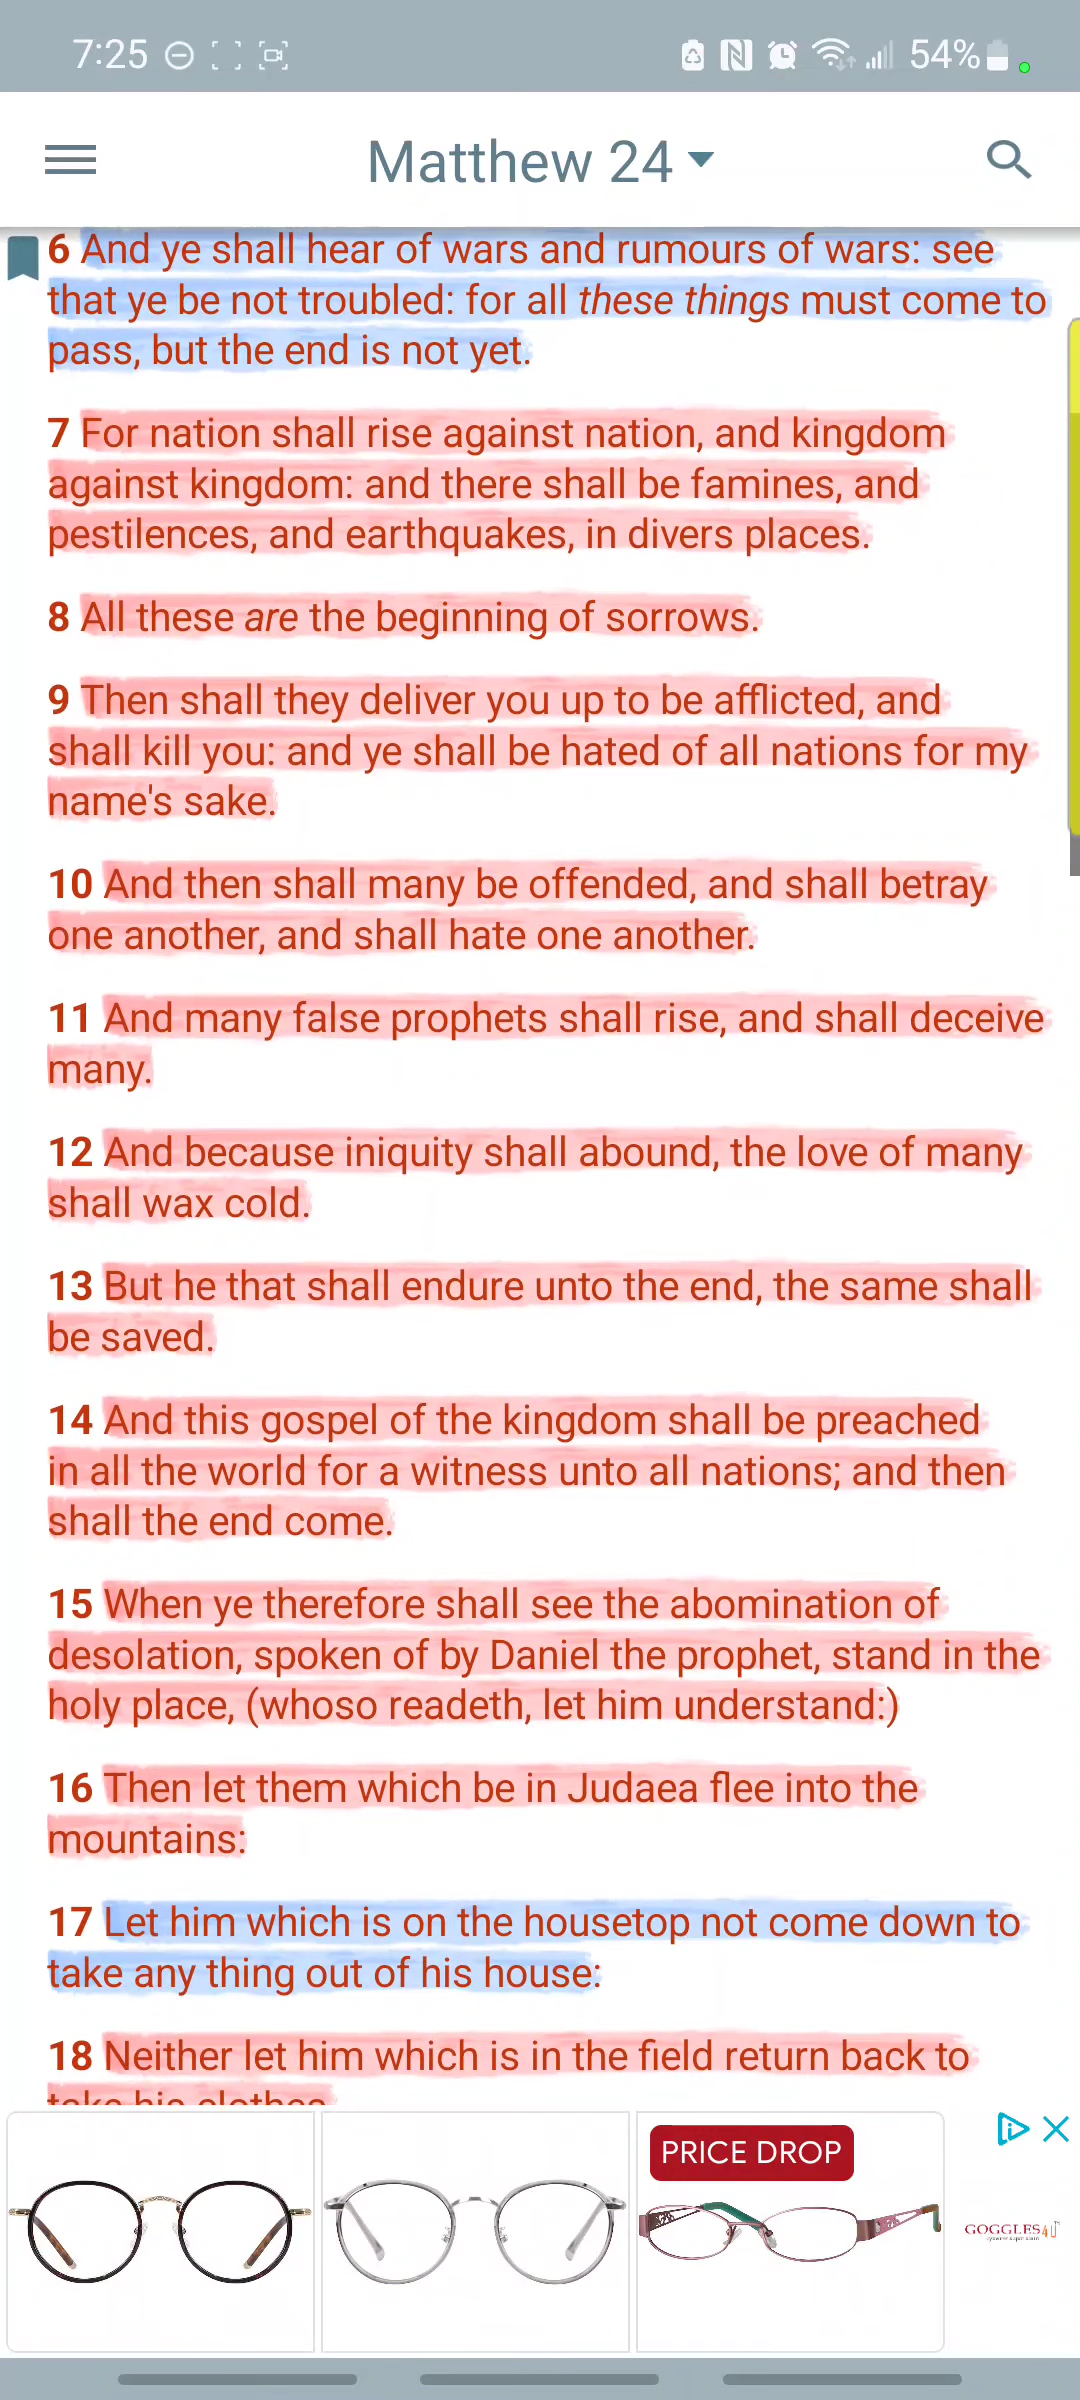 7:25
54%
Matthew 24
6 And ye shall hear of wars and rumours of wars: see
that ye be not troubled: for all these things must come to
pass, but the end is not yet.
7 For nation shall rise against nation, and kingdom
against kingdom: and there shall be famines, and
pestilences, and earthquakes, in divers places.
8 All these are the beginning of sorrows.
9 Then shall they deliver you up to be afflicted, and
shall kill you: and ye shall be hated of all nations for my
name's sake.
10 And then shall many be offended, and shall betray
one another, and shall hate one another.
11 And many false prophets shall rise, and shall deceive
many.
12 And because iniquity shall abound, the love of many
shall wax cold.
13 But he that shall endure unto the end, the same shall
be saved.
14 And this gospel of the kingdom shall be preached
in all the world for a witness unto all nations; and then
shall the end come.
15 When ye therefore shall see the abomination of
desolation, spoken of by Daniel the prophet, stand in the
holy place, (whoso readeth, let him understand:)
16 Then let them which be in Judaea flee into the
mountains:
17 Let him which is on the housetop not come down to
take any thing out of his house:
18 Neither let him which is in the field return back to
take his clothes
PRICE DROP
GOGGLES4U